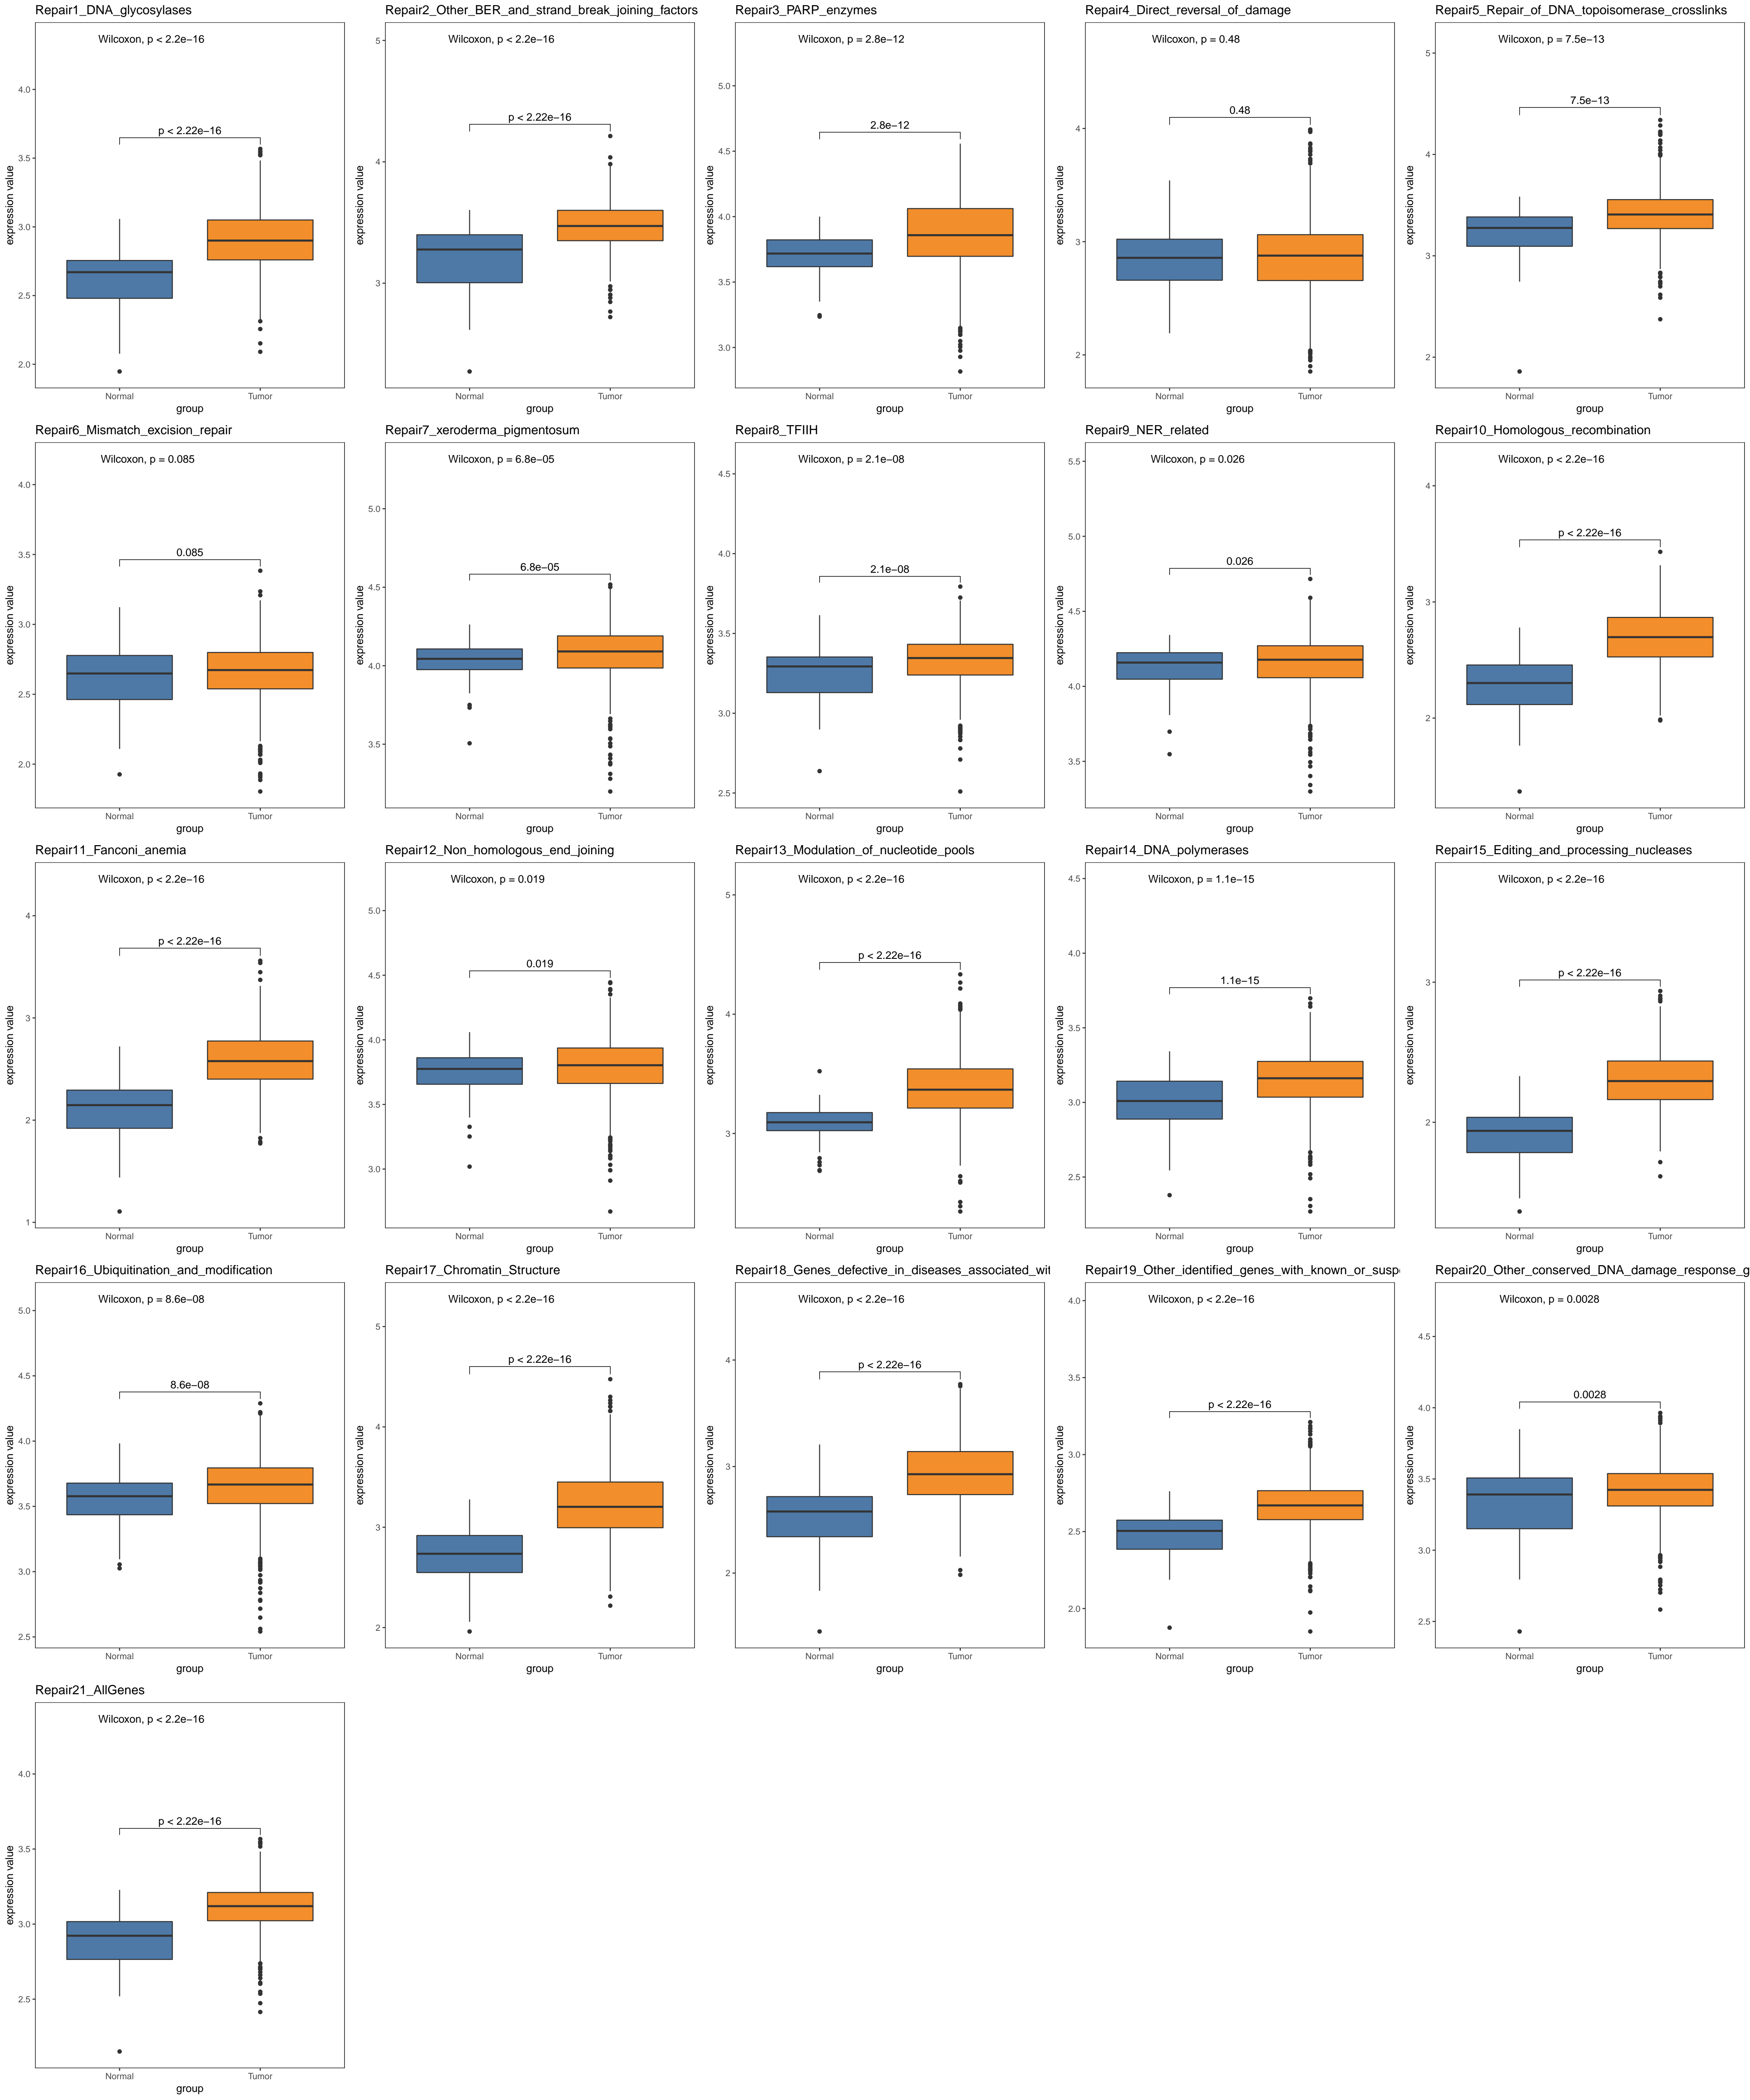 Repair1_DNA_glycosylases
Wilcoxon, p < 2.2e−16
p < 2.22e−16
4.0
3.5
3.0
2.5
2.0
expression value
Normal Tumor
group
Repair2_Other_BER_and_strand_break_joining_factors
Wilcoxon, p < 2.2e−16
p < 2.22e−16
5
4
3
expression value
Normal Tumor
group
Repair3_PARP_enzymes
Wilcoxon, p = 2.8e−12
2.8e−12
5.0
4.5
4.0
3.5
3.0
expression value
Normal Tumor
group
Repair4_Direct_reversal_of_damage
Wilcoxon, p = 0.48
0.48
4
3
2
expression value
Normal Tumor
group
Repair5_Repair_of_DNA_topoisomerase_crosslinks
Wilcoxon, p = 7.5e−13
7.5e−13
5
4
3
2
expression value
Normal Tumor
group
Repair6_Mismatch_excision_repair
Wilcoxon, p = 0.085
0.085
4.0
3.5
3.0
2.5
2.0
expression value
Normal Tumor
group
Repair7_xeroderma_pigmentosum
Wilcoxon, p = 6.8e−05
6.8e−05
5.0
4.5
4.0
3.5
expression value
Normal Tumor
group
Repair8_TFIIH
Wilcoxon, p = 2.1e−08
2.1e−08
4.5
4.0
3.5
3.0
2.5
expression value
Normal Tumor
group
Repair9_NER_related
Wilcoxon, p = 0.026
0.026
5.5
5.0
4.5
4.0
3.5
expression value
Normal Tumor
group
Repair10_Homologous_recombination
Wilcoxon, p < 2.2e−16
p < 2.22e−16
4
3
2
expression value
Normal Tumor
group
Repair11_Fanconi_anemia
Wilcoxon, p < 2.2e−16
p < 2.22e−16
4
3
2
1
expression value
Normal Tumor
group
Repair12_Non_homologous_end_joining
Wilcoxon, p = 0.019
0.019
5.0
4.5
4.0
3.5
3.0
expression value
Normal Tumor
group
Repair13_Modulation_of_nucleotide_pools
Wilcoxon, p < 2.2e−16
p < 2.22e−16
5
4
3
expression value
Normal Tumor
group
Repair14_DNA_polymerases
Wilcoxon, p = 1.1e−15
1.1e−15
4.5
4.0
3.5
3.0
2.5
expression value
Normal Tumor
group
Repair15_Editing_and_processing_nucleases
Wilcoxon, p < 2.2e−16
p < 2.22e−16
3
2
expression value
Normal Tumor
group
Repair16_Ubiquitination_and_modification
Wilcoxon, p = 8.6e−08
8.6e−08
5.0
4.5
4.0
3.5
3.0
2.5
expression value
Normal Tumor
group
Repair17_Chromatin_Structure
Wilcoxon, p < 2.2e−16
p < 2.22e−16
5
4
3
2
expression value
Normal Tumor
group
Repair18_Genes_defective_in_diseases_associated_wit
Wilcoxon, p < 2.2e−16
p < 2.22e−16
4
3
2
expression value
Normal Tumor
group
Repair19_Other_identified_genes_with_known_or_susp
Wilcoxon, p < 2.2e−16
p < 2.22e−16
4.0
3.5
3.0
2.5
2.0
expression value
Normal Tumor
group
Repair20_Other_conserved_DNA_damage_response_g
Wilcoxon, p = 0.0028
0.0028
4.5
4.0
3.5
3.0
2.5
expression value
Normal Tumor
group
Repair21_AllGenes
Wilcoxon, p < 2.2e−16
p < 2.22e−16
4.0
3.5
3.0
2.5
expression value
Normal Tumor
group